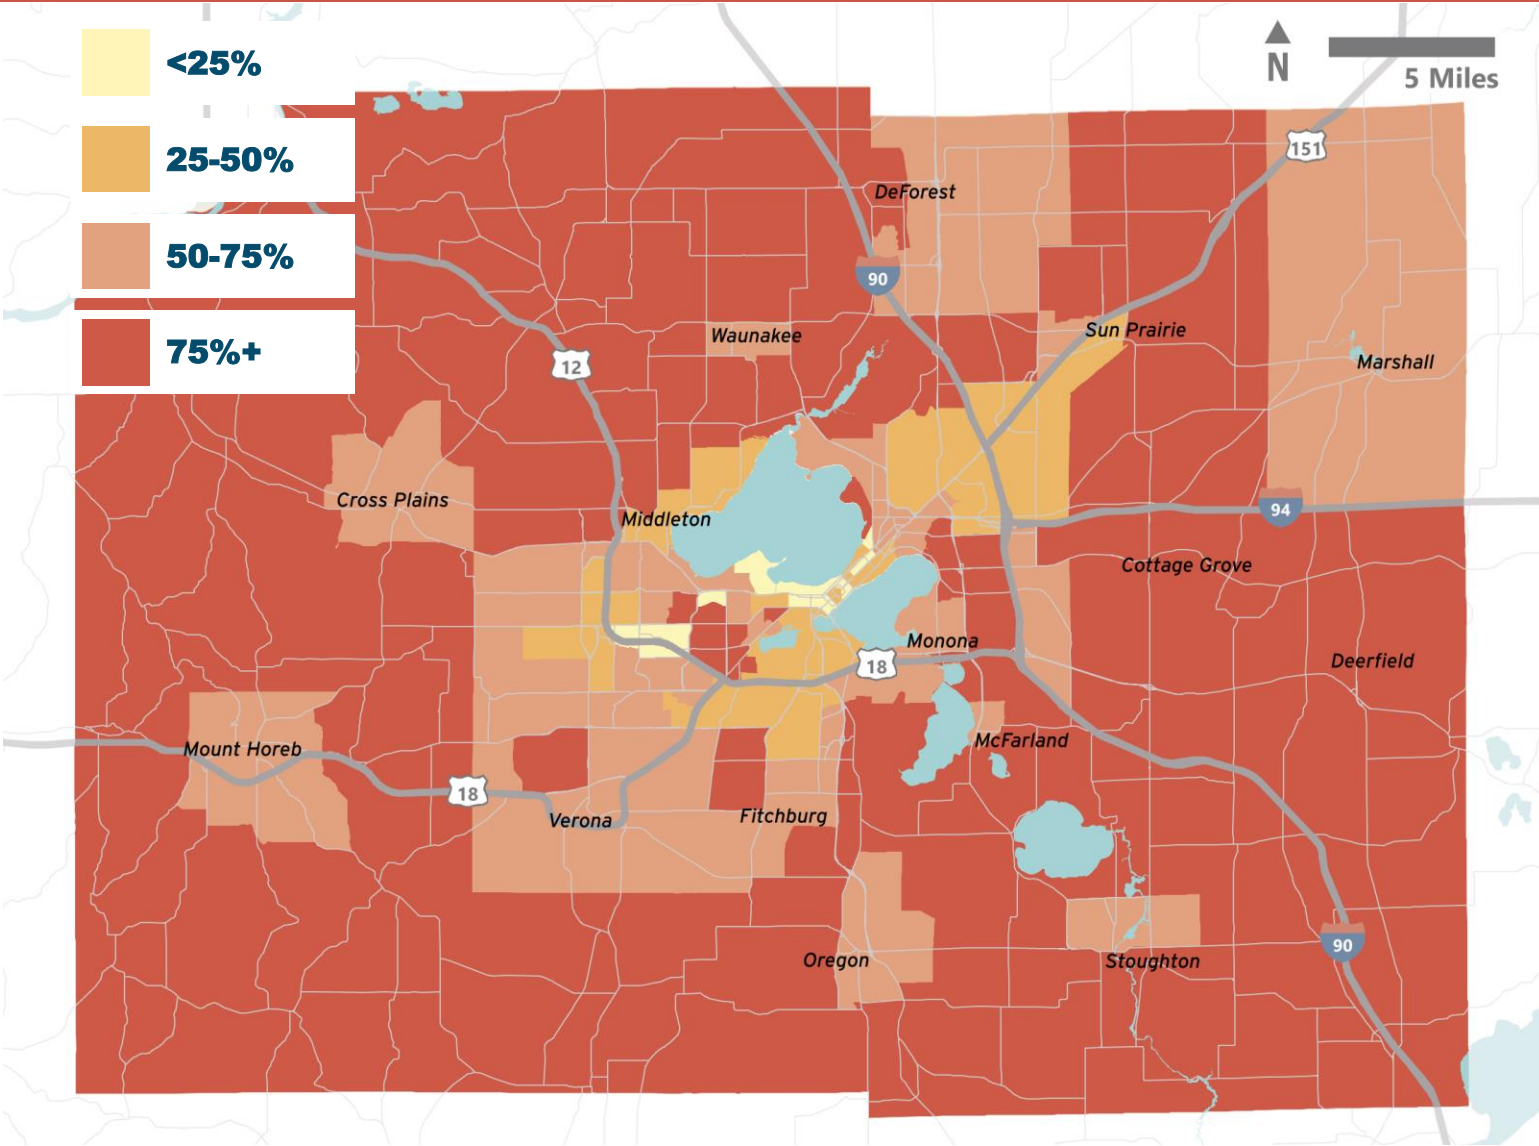 <25%
25-50%
50-75%
75%+
N
5 Miles
151
DeForest
90
Sun Prairie
Waunakee
Marshall
12
Cross Plains
94
Middleton
Cottage Grove
Monona
18
Deerfield
Mount Horeb
McFarland
18
Verona
Fitchburg
90
Oregon
Stoughton